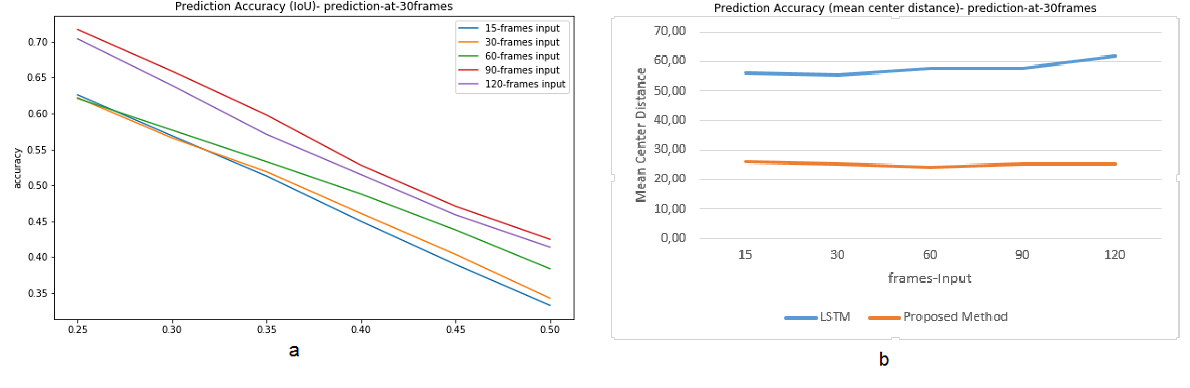 Prediction Accuracy (IoU)- prediction-at-30frames
15-frames input
30-frames input
60-frames input
90-frames input
120-frames input
accuracy
0.70
0.65
0.60
0.55
0.50
0.45
0.40
0.35
0.25 0.30 0.35 0.40 0.45 0.50
a
Prediction Accuracy (mean center distance)- prediction-at-30frames
Mean Center Distance
70,00
60,00
50,00
40,00
30,00
20,00
10,00
0,00
15 30 60 90 120
frames-Input
LSTM Proposed Method
b